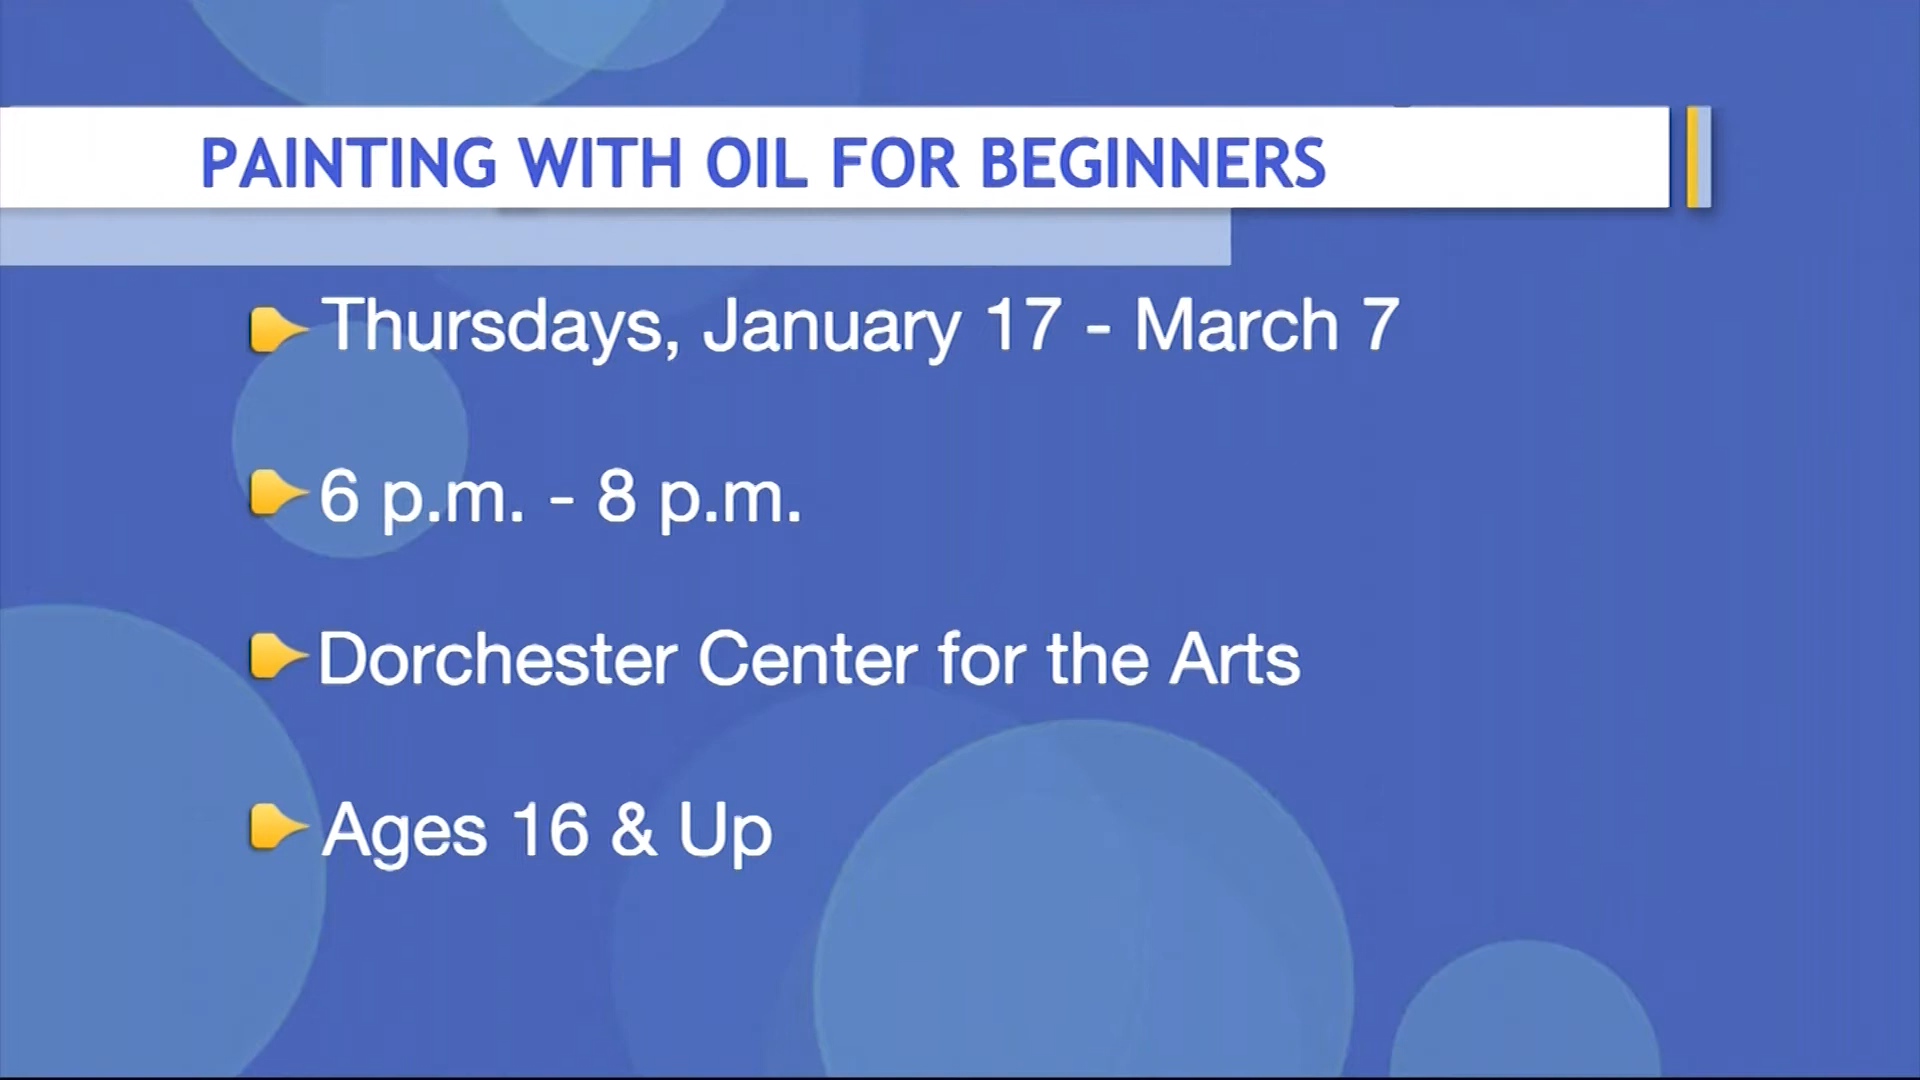 PAINTING WITH OIL FOR BEGINNERS
Thursdays, January 17 - March 7
6 p.m. - 8 p.m.
Dorchester Center for the Arts
Ages 16 & Up